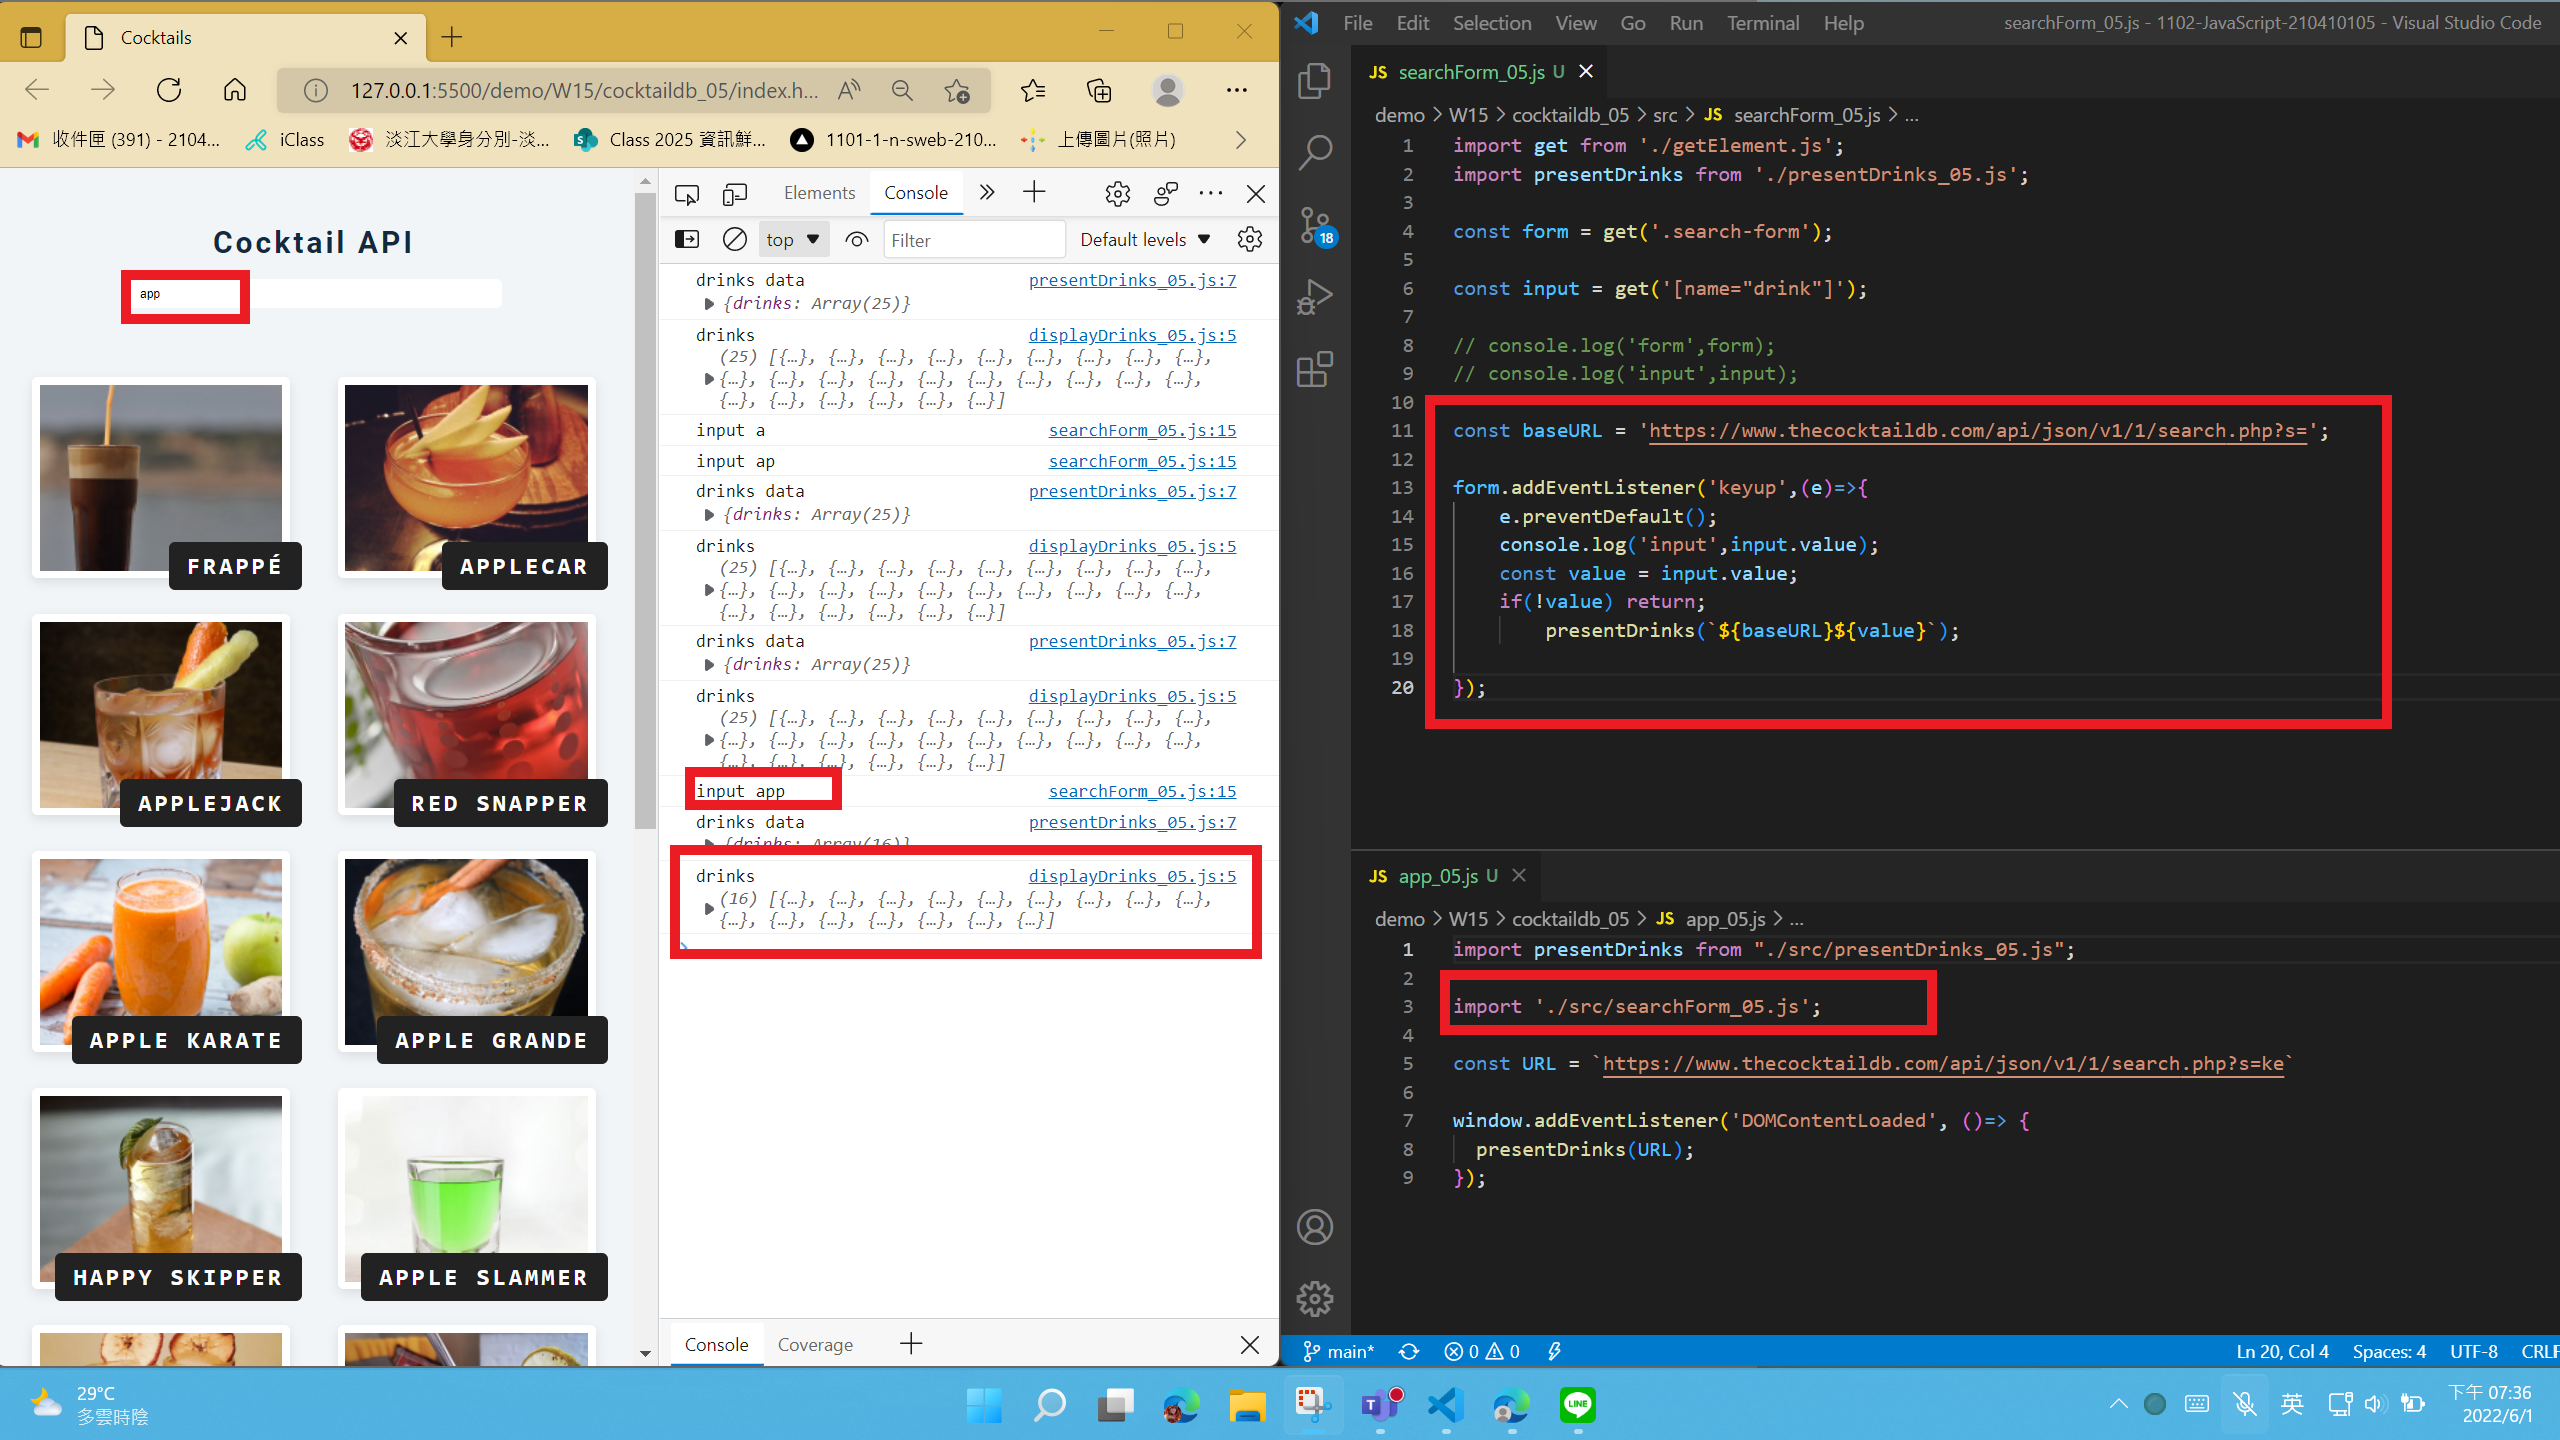 Cocktails
127.0.0.1:5500/demo/W15/cocktaildb_05/index.h...
收件匣 (391) - 2104...
iClass
淡江大學身分別-淡...
Class 2025 資訊鮮...
1101-1-n-sweb-210...
上傳圖片(照片)
Cocktail API
app
FRAPPÉ
APPLECAR
APPLEJACK
RED SNAPPER
APPLE KARATE
APPLE GRANDE
HAPPY SKIPPER
APPLE SLAMMER
Elements Console
top Filter Default levels
drinks data presentDrinks_05.js:7
{drinks: Array(25)}
drinks displayDrinks_05.js:5
(25) [{…}, {…}, {…}, {…}, {…}, {…}, {…}, {…}, {…},
{…}, {…}, {…}, {…}, {…}, {…}, {…}, {…}, {…}, {…},
{…}, {…}, {…}, {…}, {…}, {…}]
input a searchForm_05.js:15
input ap searchForm_05.js:15
drinks data presentDrinks_05.js:7
{drinks: Array(25)}
drinks displayDrinks_05.js:5
(25) [{…}, {…}, {…}, {…}, {…}, {…}, {…}, {…}, {…},
{…}, {…}, {…}, {…}, {…}, {…}, {…}, {…}, {…}, {…},
{…}, {…}, {…}, {…}, {…}, {…}]
drinks data presentDrinks_05.js:7
{drinks: Array(25)}
drinks displayDrinks_05.js:5
(25) [{…}, {…}, {…}, {…}, {…}, {…}, {…}, {…}, {…},
{…}, {…}, {…}, {…}, {…}, {…}, {…}, {…}, {…}, {…},
{…}, {…}, {…}, {…}, {…}, {…}]
input app searchForm_05.js:15
drinks data presentDrinks_05.js:7
{drinks: Array(16)}
drinks displayDrinks_05.js:5
(16) [{…}, {…}, {…}, {…}, {…}, {…}, {…}, {…}, {…},
{…}, {…}, {…}, {…}, {…}, {…}, {…}]
Console Coverage
File Edit Selection View Go Run Terminal Help searchForm_05.js - 1102-JavaScript-210410105 - Visual Studio Code
18
JS searchForm_05.js U
demo > W15 > cocktaildb_05 > src > JS searchForm_05.js > ...
1 import get from './getElement.js';
2 import presentDrinks from './presentDrinks_05.js';
3
4 const form = get('.search-form');
5
6 const input = get('[name="drink"]');
7
8 // console.log('form',form);
9 // console.log('input',input);
10
11 const baseURL = 'https://www.thecocktaildb.com/api/json/v1/1/search.php?s=';
12
13 form.addEventListener('keyup',(e)=>{
14 e.preventDefault();
15 console.log('input',input.value);
16 const value = input.value;
17 if(!value) return;
18 presentDrinks(`${baseURL}${value}`);
19
20 });
JS app_05.js U
demo > W15 > cocktaildb_05 > JS app_05.js > ...
1 import presentDrinks from "./src/presentDrinks_05.js";
2
3 import './src/searchForm_05.js';
4
5 const URL = `https://www.thecocktaildb.com/api/json/v1/1/search.php?s=ke`
6
7 window.addEventListener('DOMContentLoaded', ()=> {
8 presentDrinks(URL);
9 });
main* 0 0 Ln 20, Col 4 Spaces: 4 UTF-8 CRLF
29°C
多雲時陰
LINE
英
下午 07:36
2022/6/1